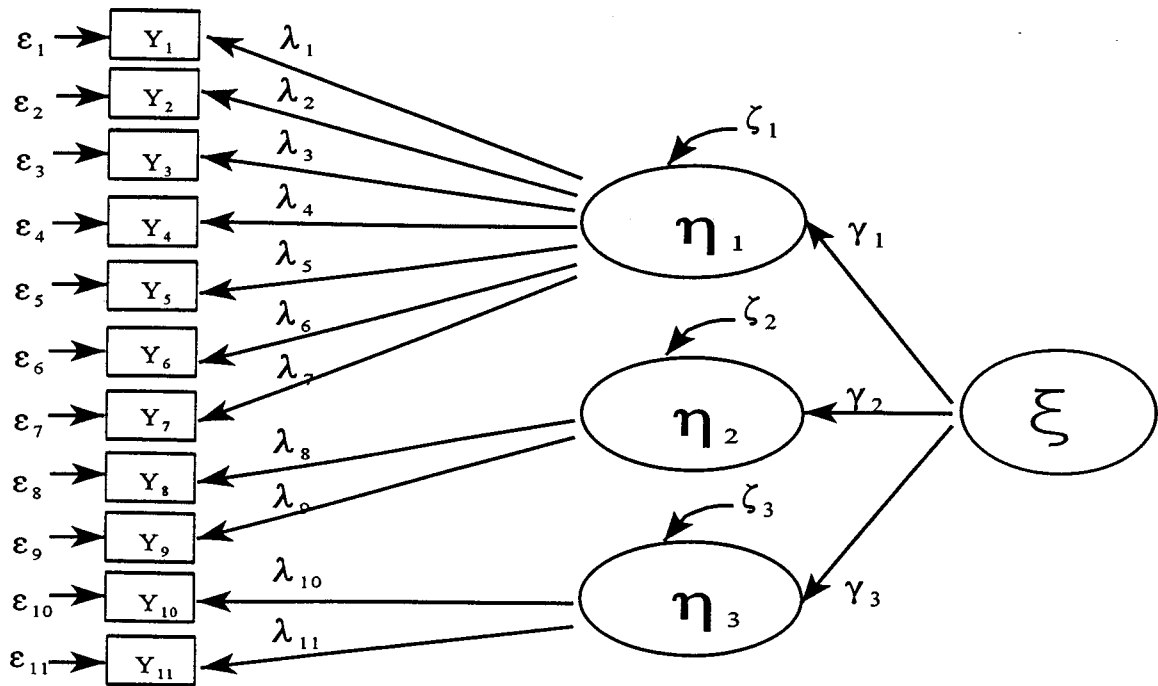 ε₁ Y₁ λ₁
ε₂ Y₂ λ₂
ζ₁
ε₃ Y₃ λ₃
ε₄ Y₄ λ₄
η₁ γ₁
ε₅ Y₅ λ₅
ε₆ Y₆ λ₆
ζ₂
λ₇
ε₇ Y₇
η₂ γ₂ ξ
ε₈ Y₈ λ₈
ζ₃
ε₉ Y₉ λ₉
ε₁₀ Y₁₀ λ₁₀
η₃ γ₃
ε₁₁ Y₁₁ λ₁₁